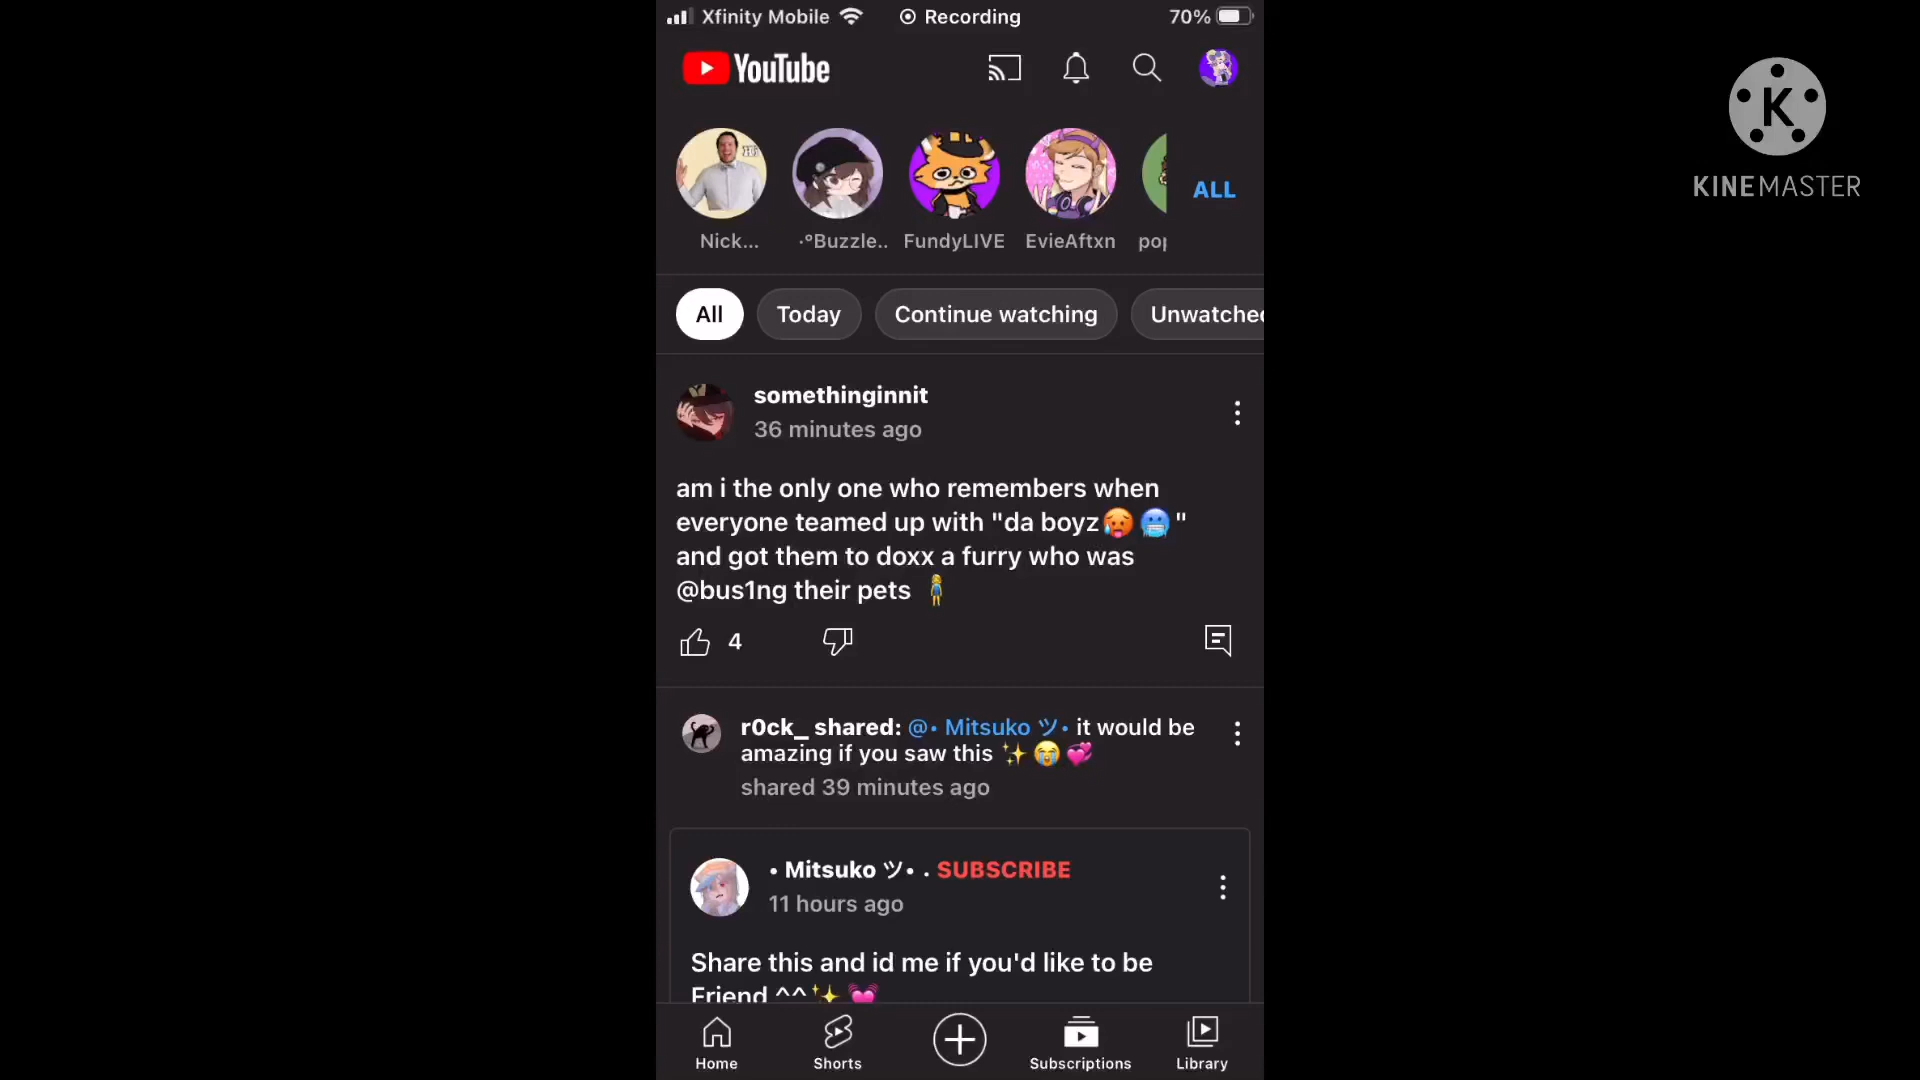 Xfinity Mobile
Recording
70%
YouTube
Hi
Nick...
·°Buzzle..
FundyLIVE
EvieAftxn
pop
ALL
All
Today
Continue watching
Unwatched
somethinginnit
36 minutes ago
am i the only one who remembers when
everyone teamed up with "da boyz🥵🥶"
and got them to doxx a furry who was
@bus1ng their pets 🧍‍♀️
4
r0ck_ shared: @• Mitsuko ツ• it would be
amazing if you saw this ✨😭💞
shared 39 minutes ago
• Mitsuko ツ• . SUBSCRIBE
11 hours ago
Share this and id me if you'd like to be
Friend ^^✨💓
Home
Shorts
Subscriptions
Library
K
KINEMASTER